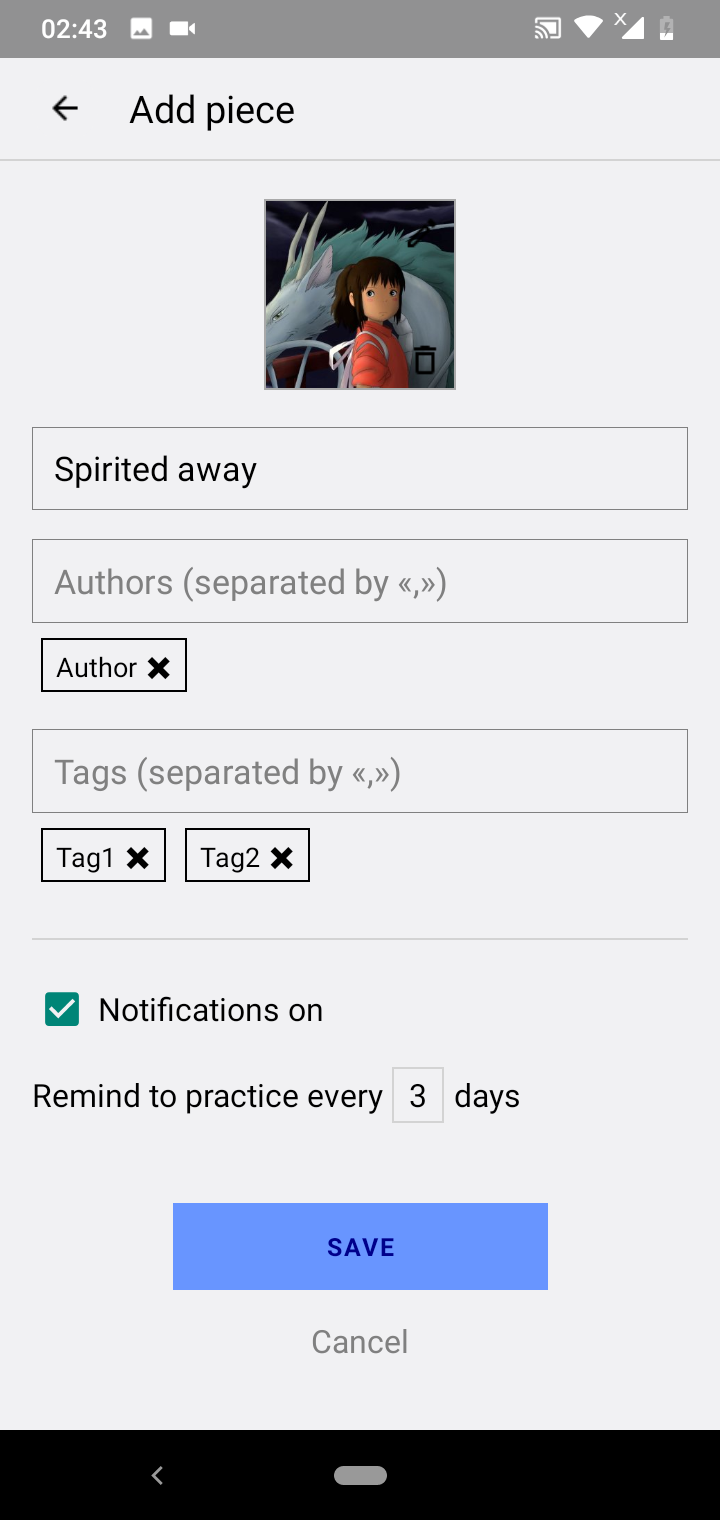 02:43
Add piece
Spirited away
Authors (separated by «,»)
Author
Tags (separated by «,»)
Tag1 Tag2
Notifications on
Remind to practice every 3 days
SAVE
Cancel